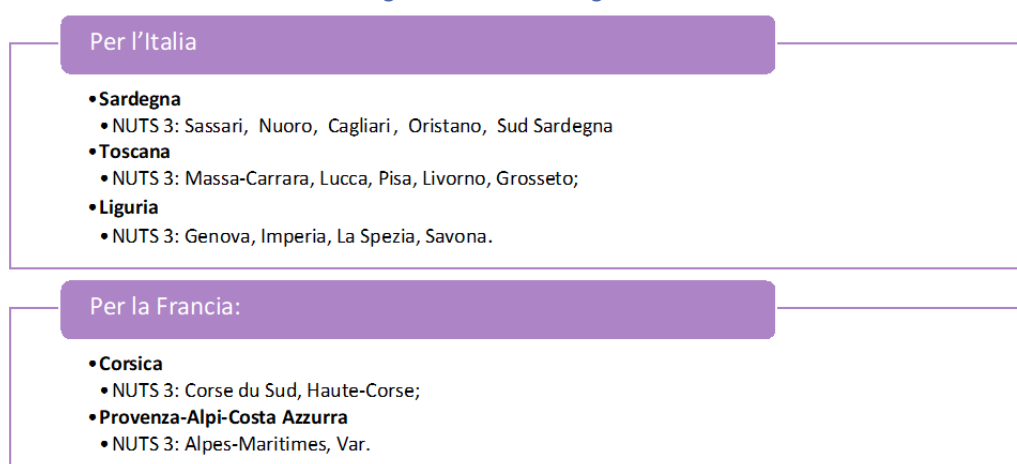 Per l'Italia
•Sardegna
•NUTS 3: Sassari, Nuoro, Cagliari, Oristano, Sud Sardegna
•Toscana
•NUTS 3: Massa-Carrara, Lucca, Pisa, Livorno, Grosseto;
•Liguria
•NUTS 3: Genova, Imperia, La Spezia, Savona.
Per la Francia:
•Corsica
•NUTS 3: Corse du Sud, Haute-Corse;
•Provenza-Alpi-Costa Azzurra
•NUTS 3: Alpes-Maritimes, Var.